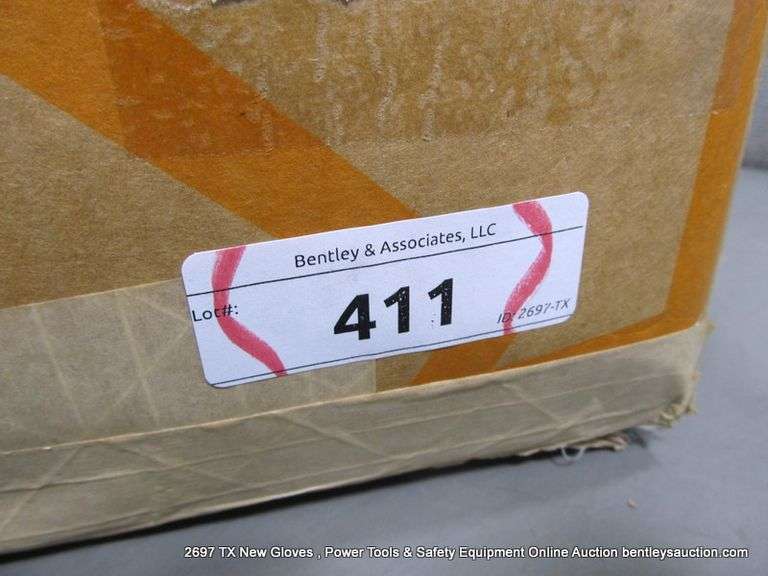 Bentley & Associates, LLC
Lot#:
411
ID: 2697-TX
2697 TX New Gloves , Power Tools & Safety Equipment Online Auction bentleysauction.com